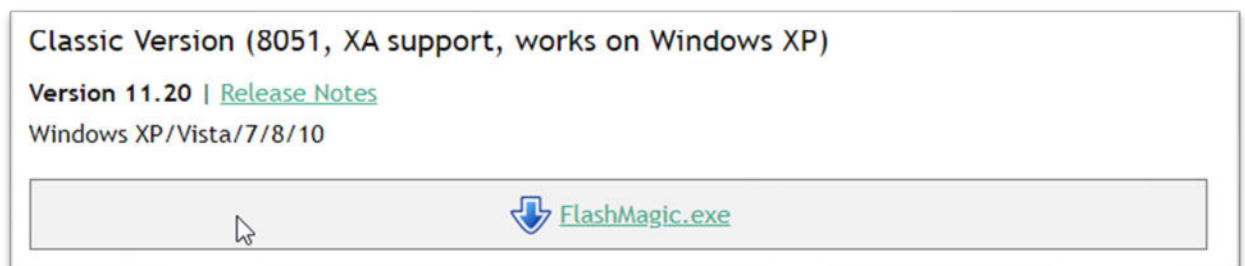 Classic Version (8051, XA support, works on Windows XP)
Version 11.20 | Release Notes
Windows XP/Vista/7/8/10
FlashMagic.exe